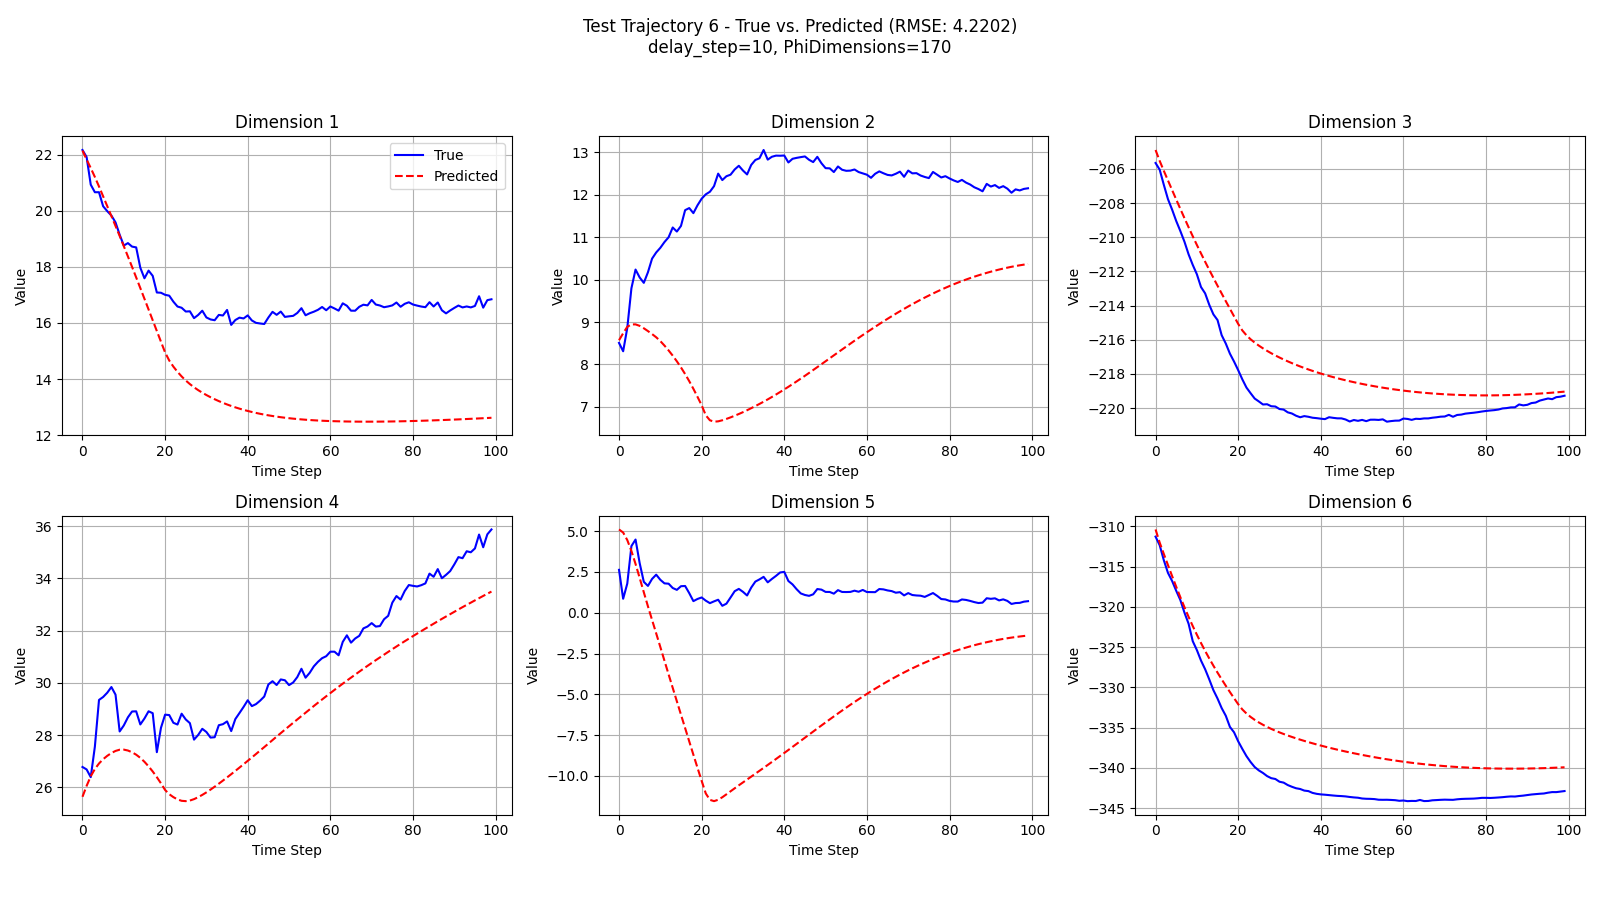 Test Trajectory 6 - True vs. Predicted (RMSE: 4.2202)
delay_step=10, PhiDimensions=170
Dimension 1
Value
22
20
18
16
14
12
0 20 40 60 80 100
Time Step
True
Predicted
Dimension 2
Value
13
12
11
10
9
8
7
0 20 40 60 80 100
Time Step
Dimension 3
Value
−206
−208
−210
−212
−214
−216
−218
−220
0 20 40 60 80 100
Time Step
Dimension 4
Value
36
34
32
30
28
26
0 20 40 60 80 100
Time Step
Dimension 5
Value
5.0
2.5
0.0
−2.5
−5.0
−7.5
−10.0
0 20 40 60 80 100
Time Step
Dimension 6
Value
−310
−315
−320
−325
−330
−335
−340
−345
0 20 40 60 80 100
Time Step